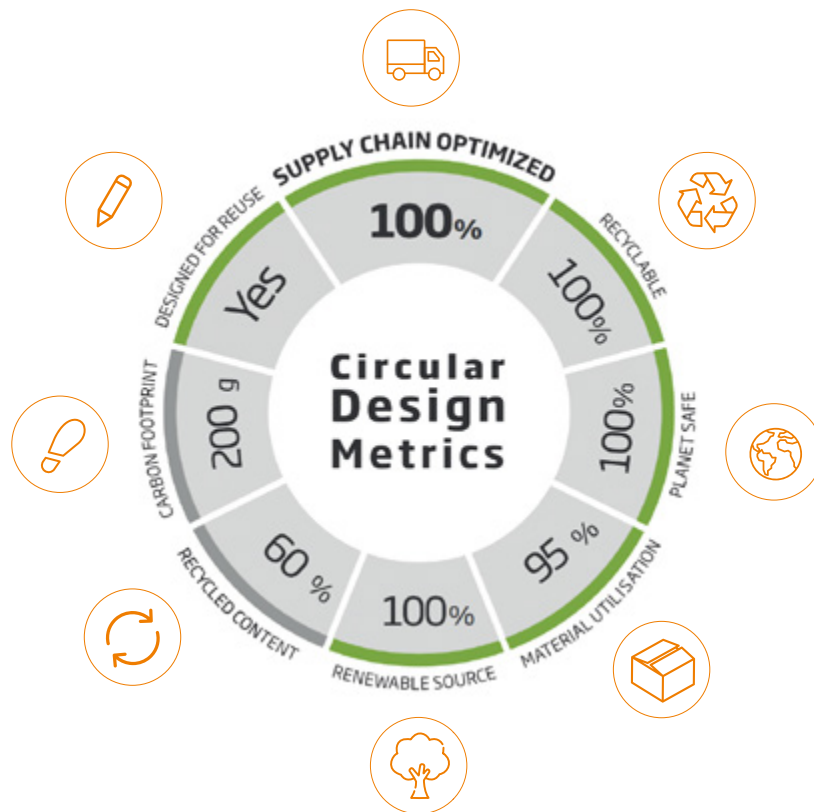 SUPPLY CHAIN OPTIMIZED
100%
RECYCLABLE
100%
PLANET SAFE
100%
MATERIAL UTILISATION
95 %
RENEWABLE SOURCE
100%
RECYCLED CONTENT
60 %
CARBON FOOTPRINT
200 g
DESIGNED FOR REUSE
Yes
Circular
Design
Metrics